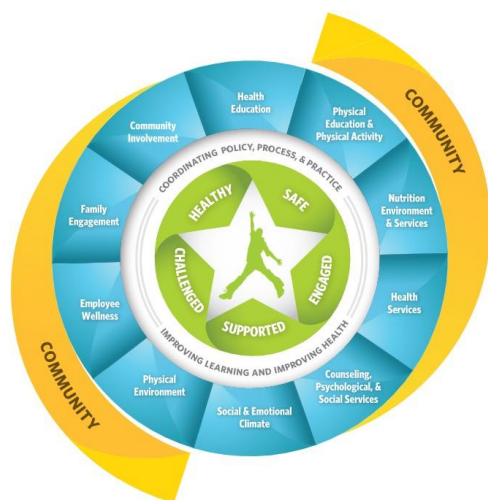 COMMUNITY
Health
Education
Physical
Education &
Physical Activity
Nutrition
Environment
& Services
Health
Services
Counseling,
Psychological, &
Social Services
Social & Emotional
Climate
Physical
Environment
Employee
Wellness
Family
Engagement
Community
Involvement
COMMUNITY
COORDINATING POLICY, PROCESS, & PRACTICE
IMPROVING LEARNING AND IMPROVING HEALTH
HEALTHY
SAFE
ENGAGED
SUPPORTED
CHALLENGED